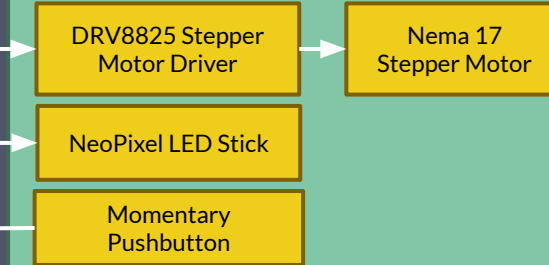 DRV8825 Stepper
Motor Driver
Nema 17
Stepper Motor
NeoPixel LED Stick
Momentary
Pushbutton